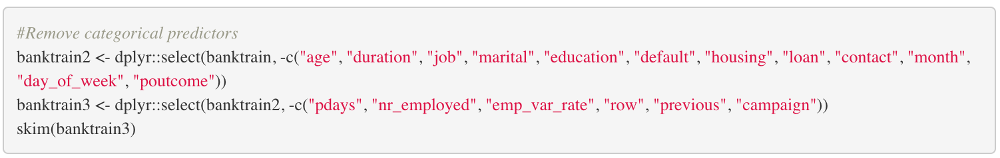 #Remove categorical predictors
banktrain2 <- dplyr::select(banktrain, -c("age", "duration", "job", "marital", "education", "default", "housing", "loan", "contact", "month",
"day_of_week", "poutcome"))
banktrain3 <- dplyr::select(banktrain2, -c("pdays", "nr_employed", "emp_var_rate", "row", "previous", "campaign"))
skim(banktrain3)